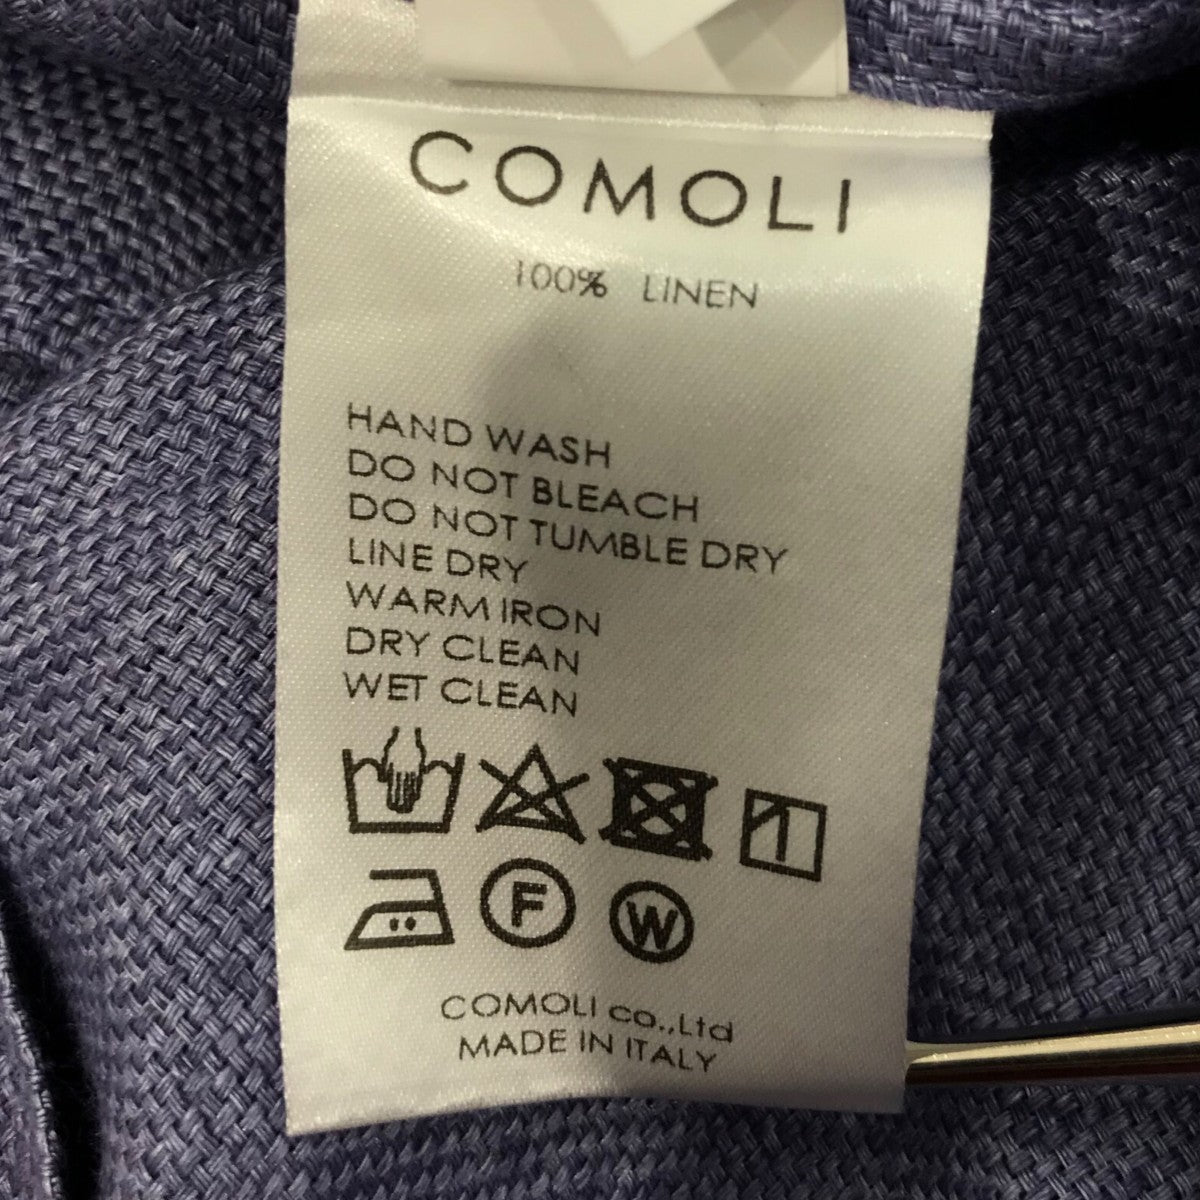 COMOLI
100% LINEN
HAND WASH
DO NOT BLEACH
DO NOT TUMBLE DRY
LINE DRY
WARM IRON
DRY CLEAN
WET CLEAN
F W
COMOLI co.,Ltd
MADE IN ITALY